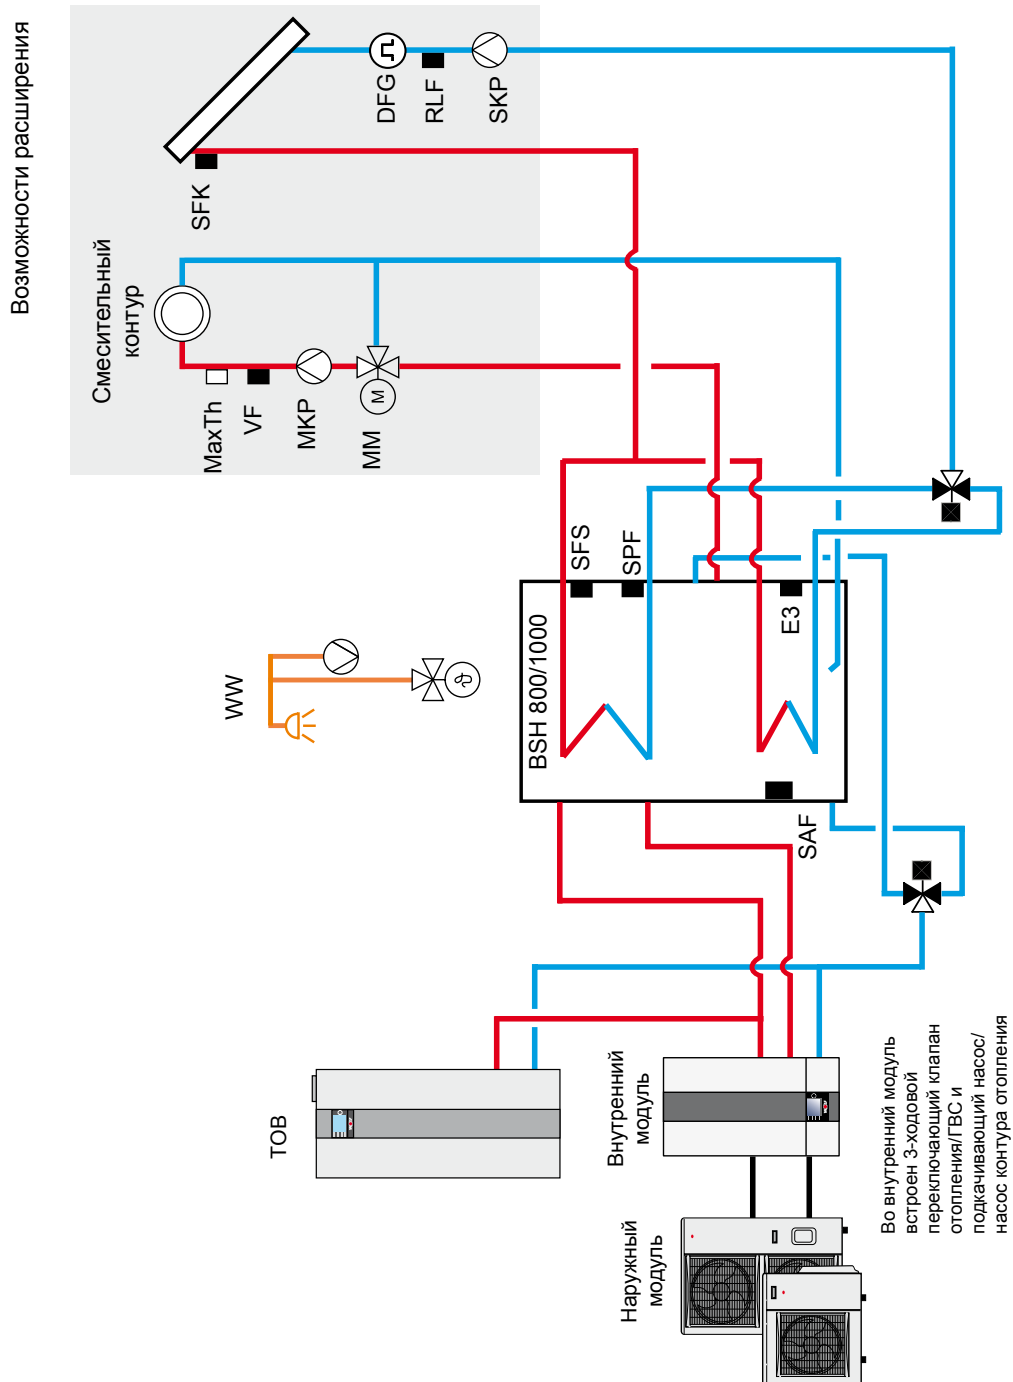 Возможности расширения
Смесительный
контур
SFK
DFG
RLF
SKP
MaxTh
VF
MKP
MM
M
WW
ϑ
TOB
BSH 800/1000
SFS
SPF
E3
SAF
Наружный
модуль
Внутренний
модуль
Во внутренний модуль
встроен 3-ходовой
переключающий клапан
отопления/ГВС и
подкачивающий насос/
насос контура отопления